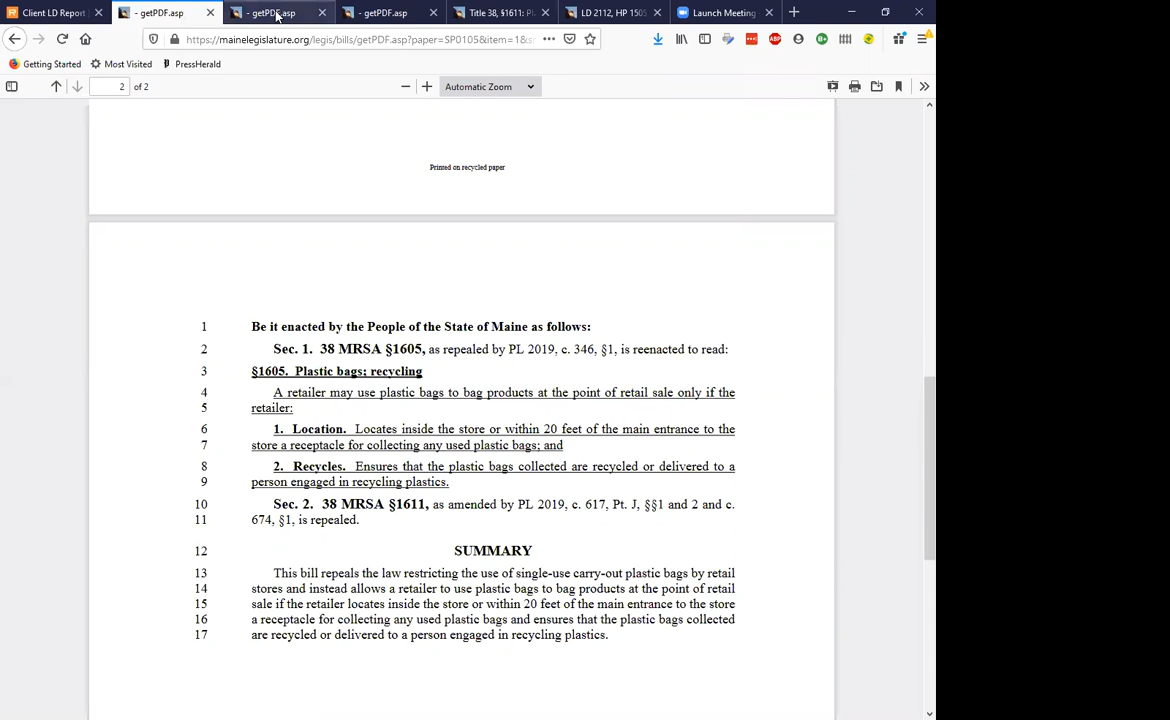 Client LD Report
- getPDF.asp
- getPDF.asp
- getPDF.asp
Title 38, §1611: Pl
LD 2112, HP 150
Launch Meeting
https://mainelegislature.org/legis/bills/getPDF.asp?paper=SP0105&item=1&s
Getting Started
Most Visited
PressHerald
2 of 2
Automatic Zoom
Printed on recycled paper
1 Be it enacted by the People of the State of Maine as follows:
2 Sec. 1. 38 MRSA §1605, as repealed by PL 2019, c. 346, §1, is reenacted to read:
3 §1605. Plastic bags; recycling
4 A retailer may use plastic bags to bag products at the point of retail sale only if the
5 retailer:
6 1. Location. Locates inside the store or within 20 feet of the main entrance to the
7 store a receptacle for collecting any used plastic bags; and
8 2. Recycles. Ensures that the plastic bags collected are recycled or delivered to a
9 person engaged in recycling plastics.
10 Sec. 2. 38 MRSA §1611, as amended by PL 2019, c. 617, Pt. J, §§1 and 2 and c.
11 674, §1, is repealed.
12 SUMMARY
13 This bill repeals the law restricting the use of single-use carry-out plastic bags by retail
14 stores and instead allows a retailer to use plastic bags to bag products at the point of retail
15 sale if the retailer locates inside the store or within 20 feet of the main entrance to the store
16 a receptacle for collecting any used plastic bags and ensures that the plastic bags collected
17 are recycled or delivered to a person engaged in recycling plastics.